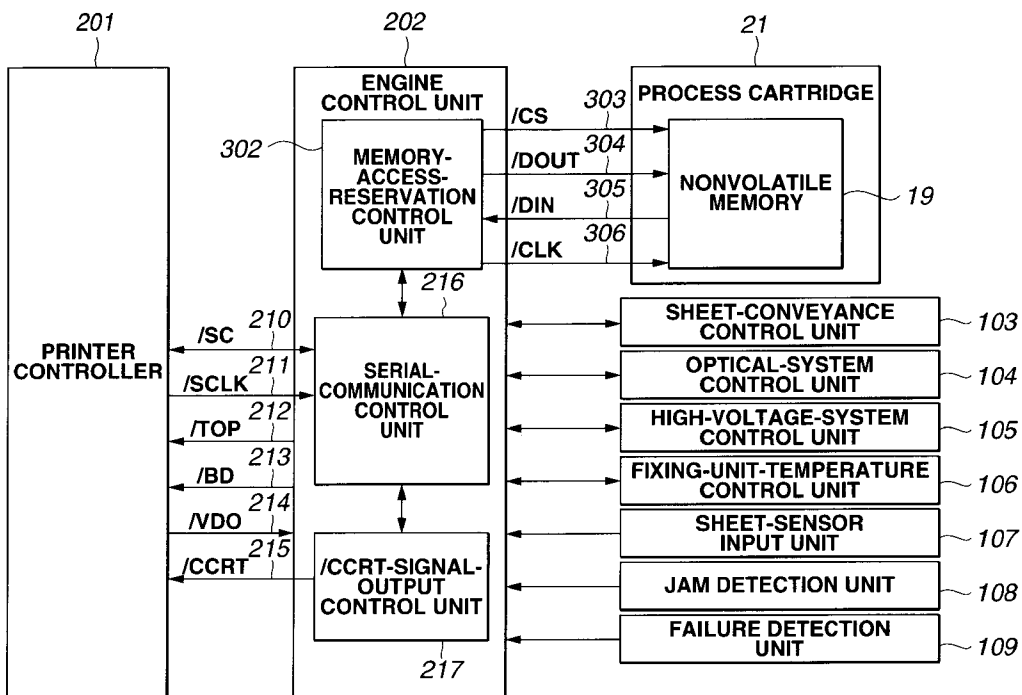 201
202
21
ENGINE
CONTROL UNIT
PROCESS CARTRIDGE
302
MEMORY-
ACCESS-
RESERVATION
CONTROL
UNIT
/CS
303
/DOUT
304
/DIN
305
/CLK
306
NONVOLATILE
MEMORY
19
216
PRINTER
CONTROLLER
/SC
210
/SCLK
211
/TOP
212
/BD
213
/VDO
214
/CCRT
215
SERIAL-
COMMUNICATION
CONTROL
UNIT
/CCRT-SIGNAL-
OUTPUT
CONTROL UNIT
217
SHEET-CONVEYANCE
CONTROL UNIT
103
OPTICAL-SYSTEM
CONTROL UNIT
104
HIGH-VOLTAGE-SYSTEM
CONTROL UNIT
105
FIXING-UNIT-TEMPERATURE
CONTROL UNIT
106
SHEET-SENSOR
INPUT UNIT
107
JAM DETECTION UNIT
108
FAILURE DETECTION
UNIT
109